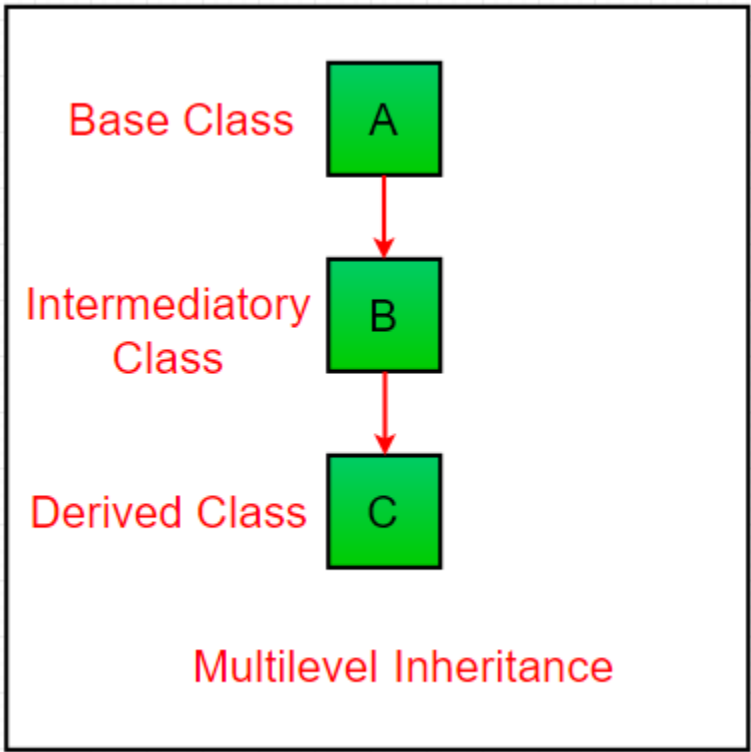 Base Class
A
Intermediatory
Class
B
Derived Class
C
Multilevel Inheritance